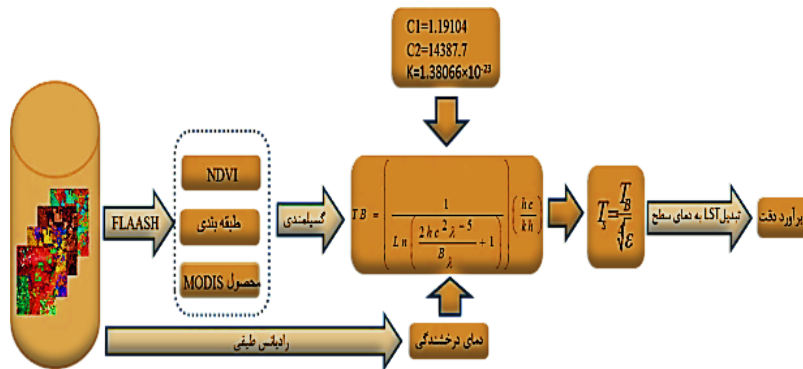 C1=1.19104
C2=14387.7
K=1.38066×10⁻²³
NDVI
FLAASH
طبقه بندی
محصول MODIS
گسیلمندی
TB = ( 1 / Ln ( 2hc² λ⁻⁵ / Bλ + 1 ) ) ( hc / kh )
Ts = TB / √ε
تبدیل LST به دمای سطح
برآورد دقت
رادیانس طیفی
دمای درخشندگی